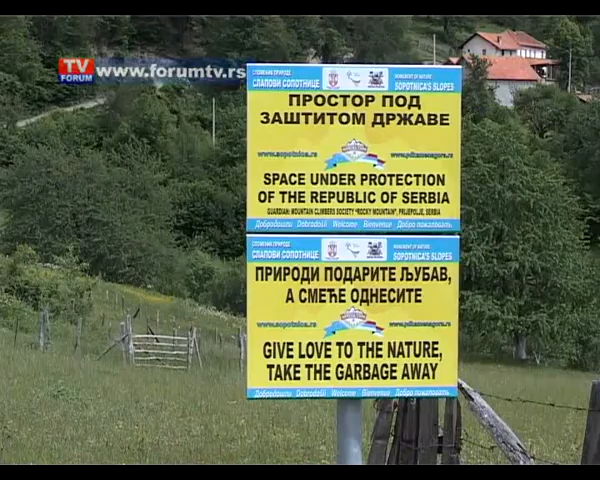 TV FORUM
www.forumtv.rs
СПОМЕНИК ПРИРОДЕ
СЛАПОВИ СОПОТНИЦЕ
MONUMENT OF NATURE
SOPOTNICA'S SLOPES
ПРОСТОР ПОД
ЗАШТИТОМ ДРЖАВЕ
www.sopotnica.rs
www.pdkamenagora.rs
SPACE UNDER PROTECTION
OF THE REPUBLIC OF SERBIA
GUARDIAN: MOUNTAIN CLIMBERS SOCIETY "ROCKY MOUNTAIN", PRIJEPOLJE, SERBIA
Добродошли Dobrodošli Welcome Bienvenue Добро пожаловать
СПОМЕНИК ПРИРОДЕ
СЛАПОВИ СОПОТНИЦЕ
MONUMENT OF NATURE
SOPOTNICA'S SLOPES
ПРИРОДИ ПОДАРИТЕ ЉУБАВ,
А СМЕЋЕ ОДНЕСИТЕ
www.sopotnica.rs
www.pdkamenagora.rs
GIVE LOVE TO THE NATURE,
TAKE THE GARBAGE AWAY
Добродошли Dobrodošli Welcome Bienvenue Добро пожаловать